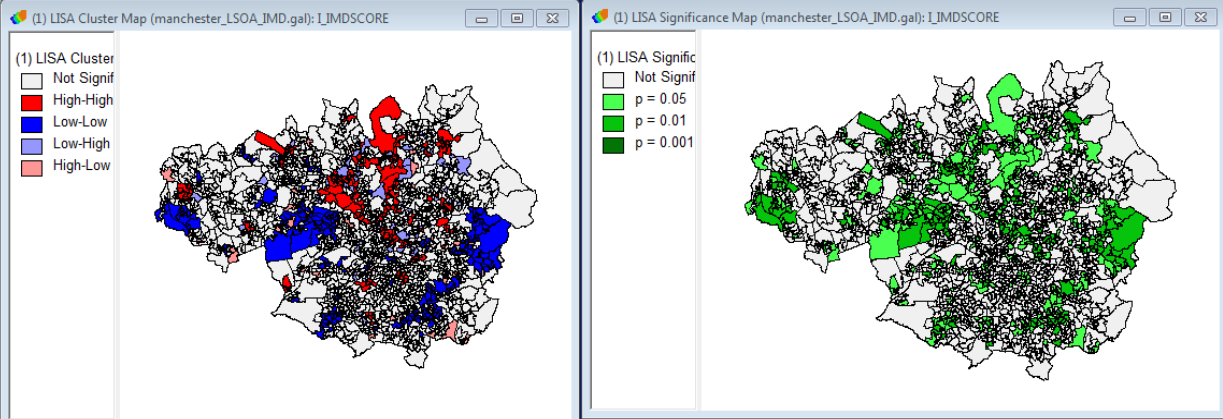 (1) LISA Cluster Map (manchester_LSOA_IMD.gal): I_IMDSCORE
(1) LISA Cluster
Not Signif
High-High
Low-Low
Low-High
High-Low
(1) LISA Significance Map (manchester_LSOA_IMD.gal): I_IMDSCORE
(1) LISA Signific
Not Signif
p = 0.05
p = 0.01
p = 0.001